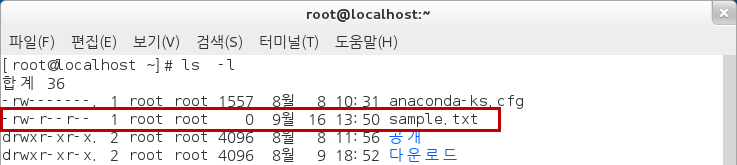 root@localhost:~
파일(F) 편집(E) 보기(V) 검색(S) 터미널(T) 도움말(H)
[root@localhost ~]# ls -l
합계 36
-rw-------. 1 root root 1557 8월 8 10:31 anaconda-ks.cfg
-rw-r--r-- 1 root root 0 9월 16 13:50 sample.txt
drwxr-xr-x. 2 root root 4096 8월 8 11:56 공개
drwxr-xr-x. 2 root root 4096 8월 9 18:52 다운로드